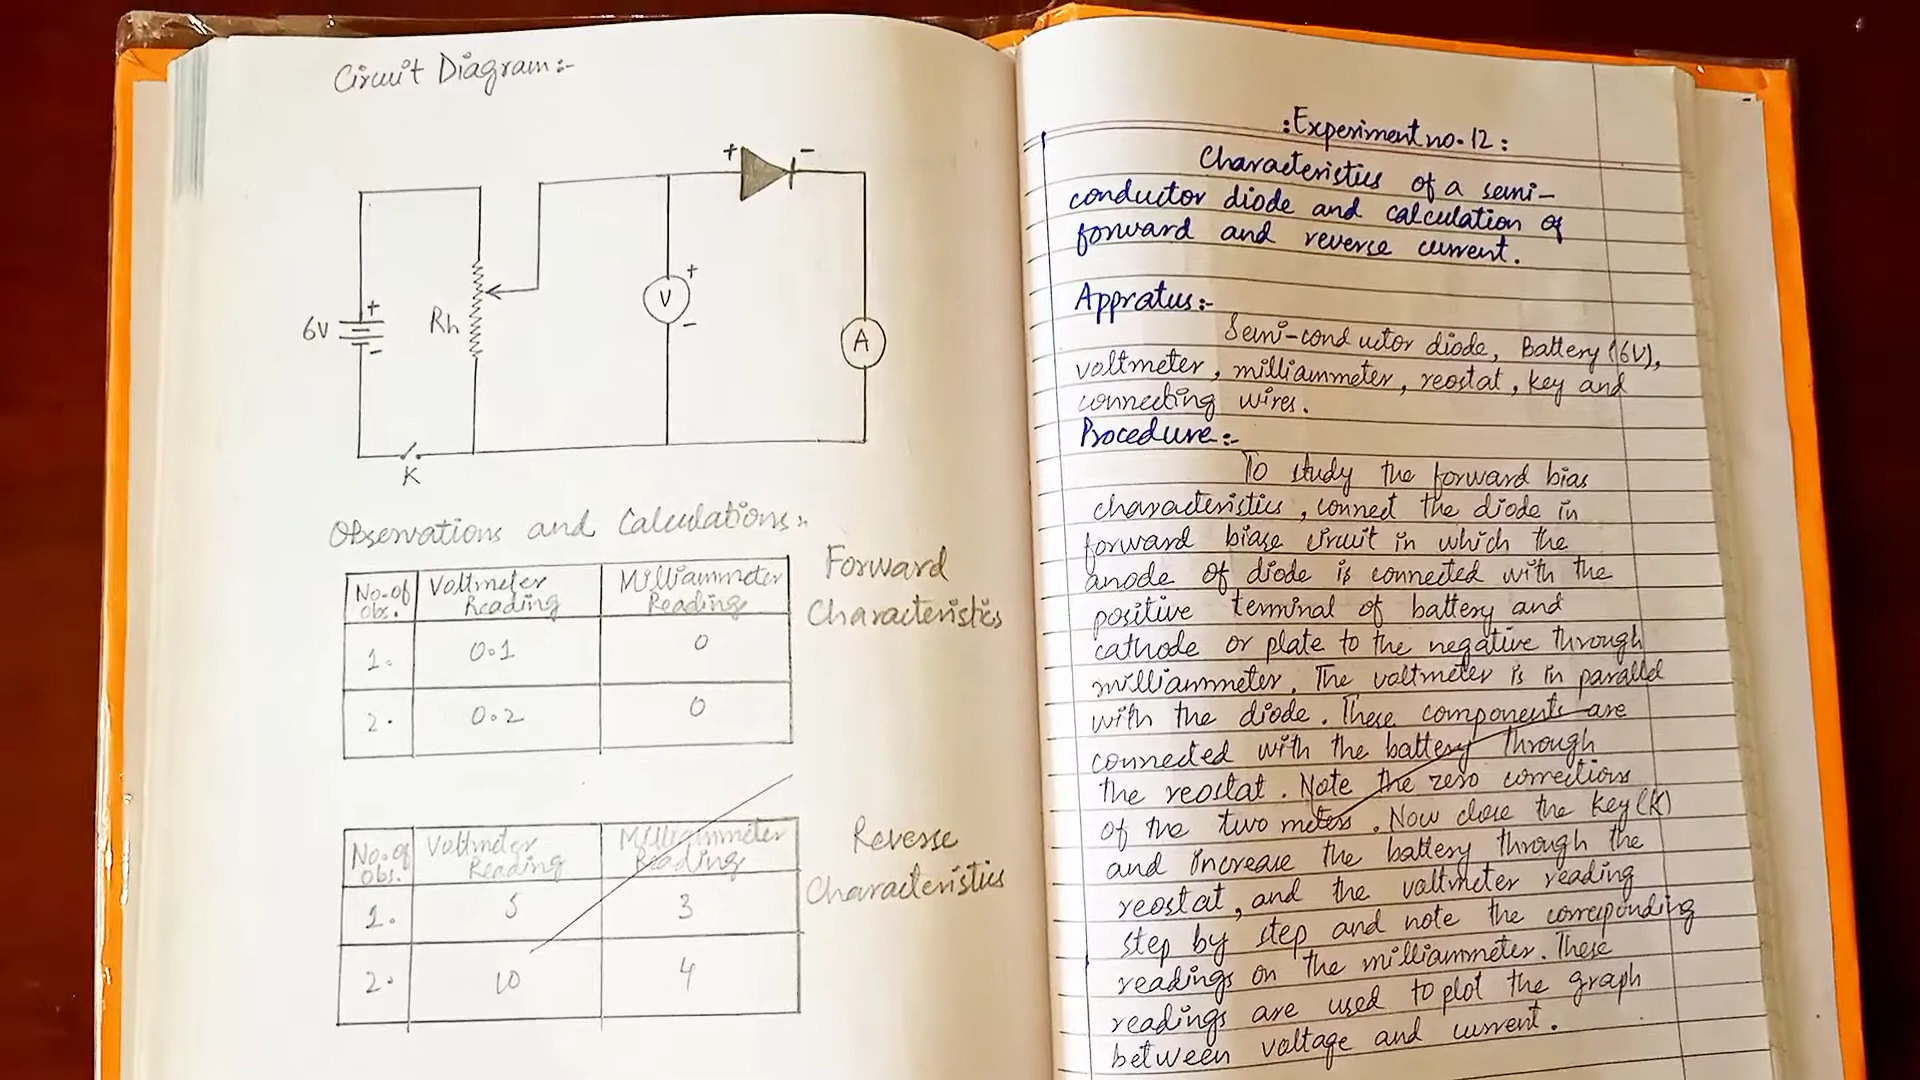 Circuit Diagram:-
+ -
6V
+
-
Rh
V
+
-
A
K
Observations and Calculations:-
No. of obs. Voltmeter Reading Milliammeter Readings
1. 0.1 0
2. 0.2 0
Forward
Characteristics
No. of obs. Voltmeter Reading Milliammeter Readings
1. 5 3
2. 10 4
Reverse
Characteristics
:Experiment no. 12:
Characteristics of a semi-
conductor diode and calculation of
forward and reverse current.
Appratus:-
Semi-conductor diode, Battery (6V),
voltmeter, milliammeter, reostat, key and
connecting wires.
Procedure:-
To study the forward bias
characteristics, connect the diode in
forward biase circuit in which the
anode of diode is connected with the
positive terminal of battery and
cathode or plate to the negative through
milliammeter. The voltmeter is in parallel
with the diode. These components are
connected with the battery through
the reostat. Note the zero corrections
of the two meters. Now close the key (K)
and increase the battery through the
reostat, and the voltmeter reading
step by step and note the corresponding
readings on the milliammeter. These
readings are used to plot the graph
between voltage and current.